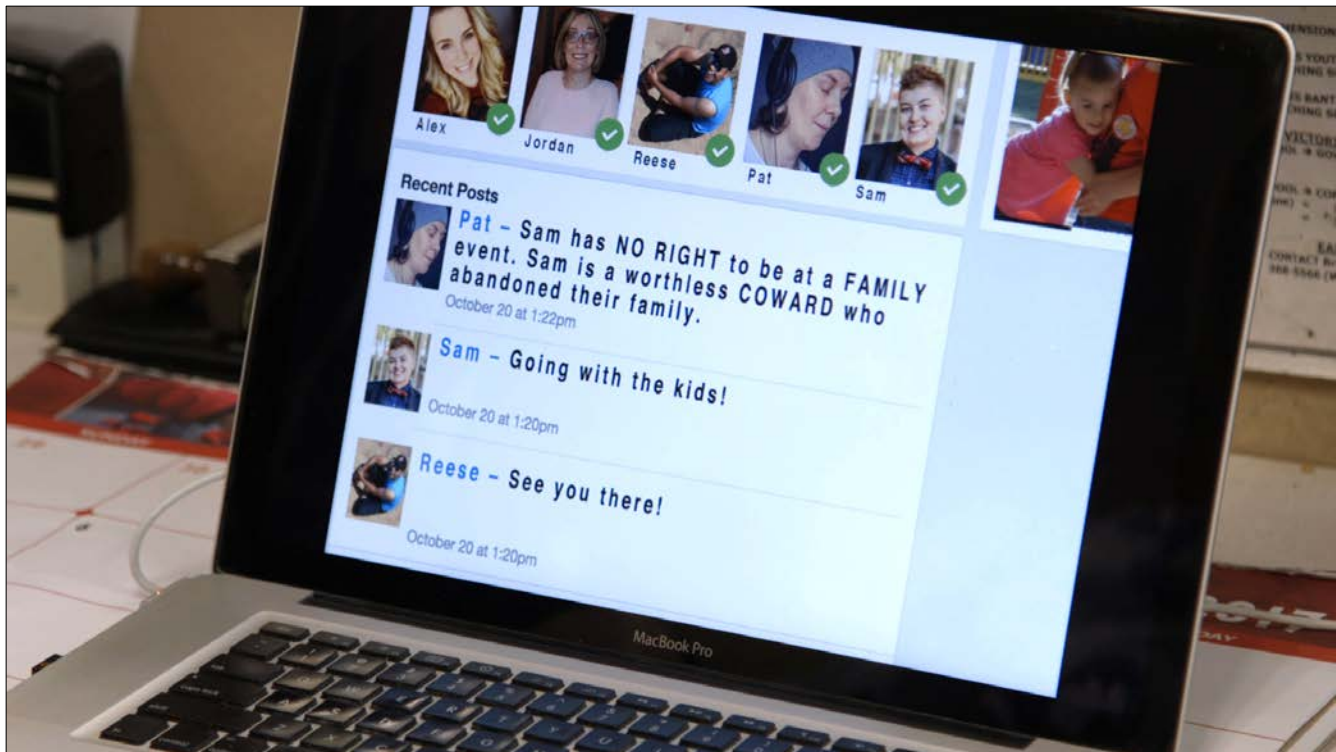 Alex
Jordan
Reese
Pat
Sam
Recent Posts
Pat – Sam has NO RIGHT to be at a FAMILY
event. Sam is a worthless COWARD who
abandoned their family.
October 20 at 1:22pm
Sam – Going with the kids!
October 20 at 1:20pm
Reese – See you there!
October 20 at 1:20pm
MacBook Pro